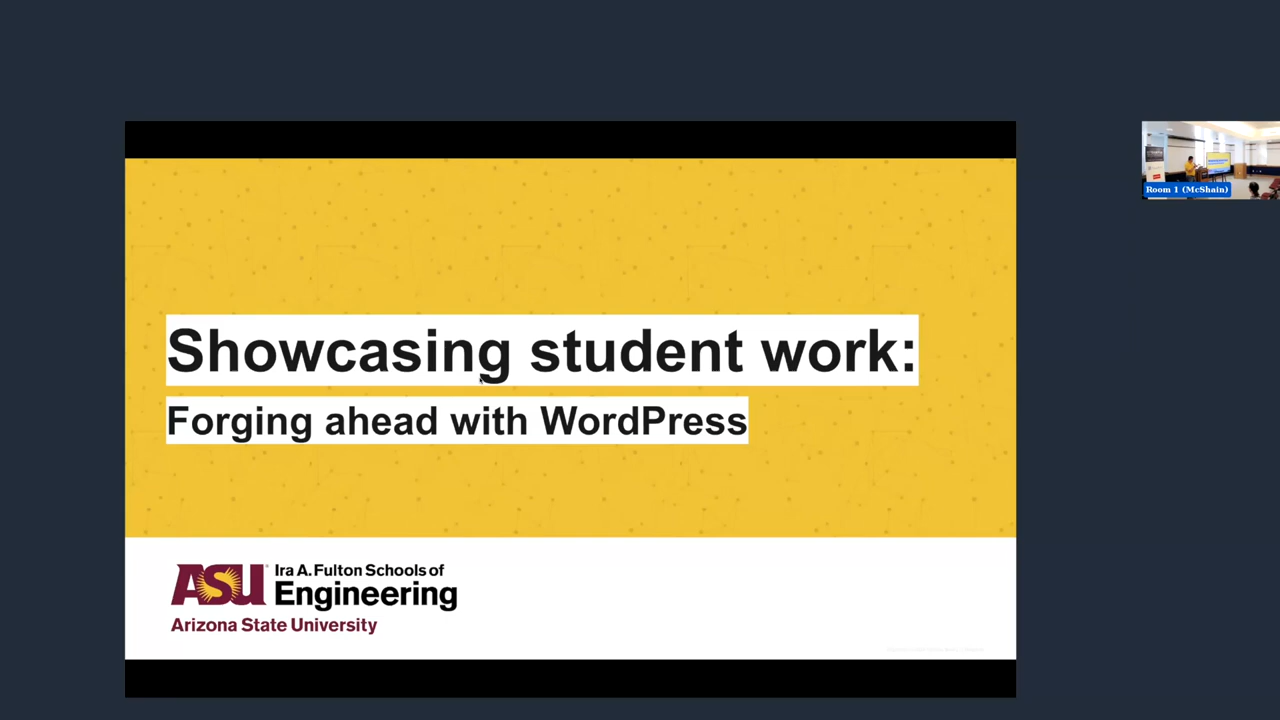 Showcasing student work:
Forging ahead with WordPress
ASU Ira A. Fulton Schools of
Engineering
Arizona State University
Room 1 (McShain)